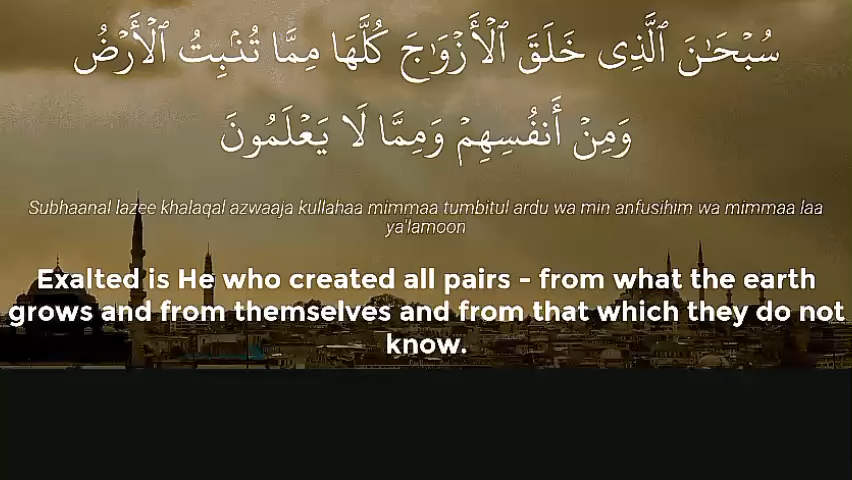 سُبْحَـٰنَ ٱلَّذِى خَلَقَ ٱلْأَزْوَٰجَ كُلَّهَا مِمَّا تُنۢبِتُ ٱلْأَرْضُ
وَمِنْ أَنفُسِهِمْ وَمِمَّا لَا يَعْلَمُونَ
Subhaanal lazee khalaqal azwaaja kullahaa mimmaa tumbitul ardu wa min anfusihim wa mimmaa laa
ya'lamoon
Exalted is He who created all pairs - from what the earth
grows and from themselves and from that which they do not
know.